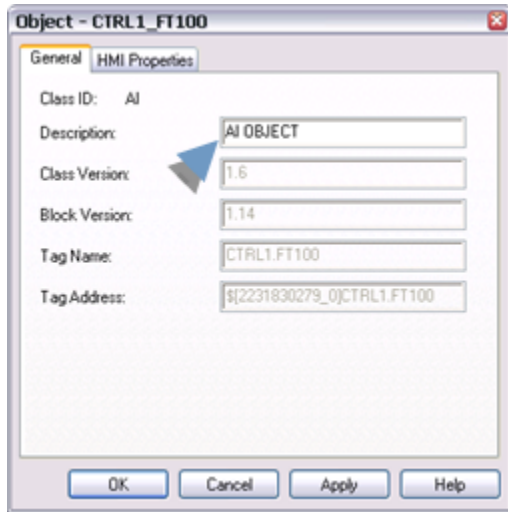 Object - CTRL1_FT100
General HMI Properties
Class ID: AI
Description: AI OBJECT
Class Version: 1.6
Block Version: 1.14
Tag Name: CTRL1.FT100
Tag Address: $[2231830279_0]CTRL1.FT100
OK Cancel Apply Help